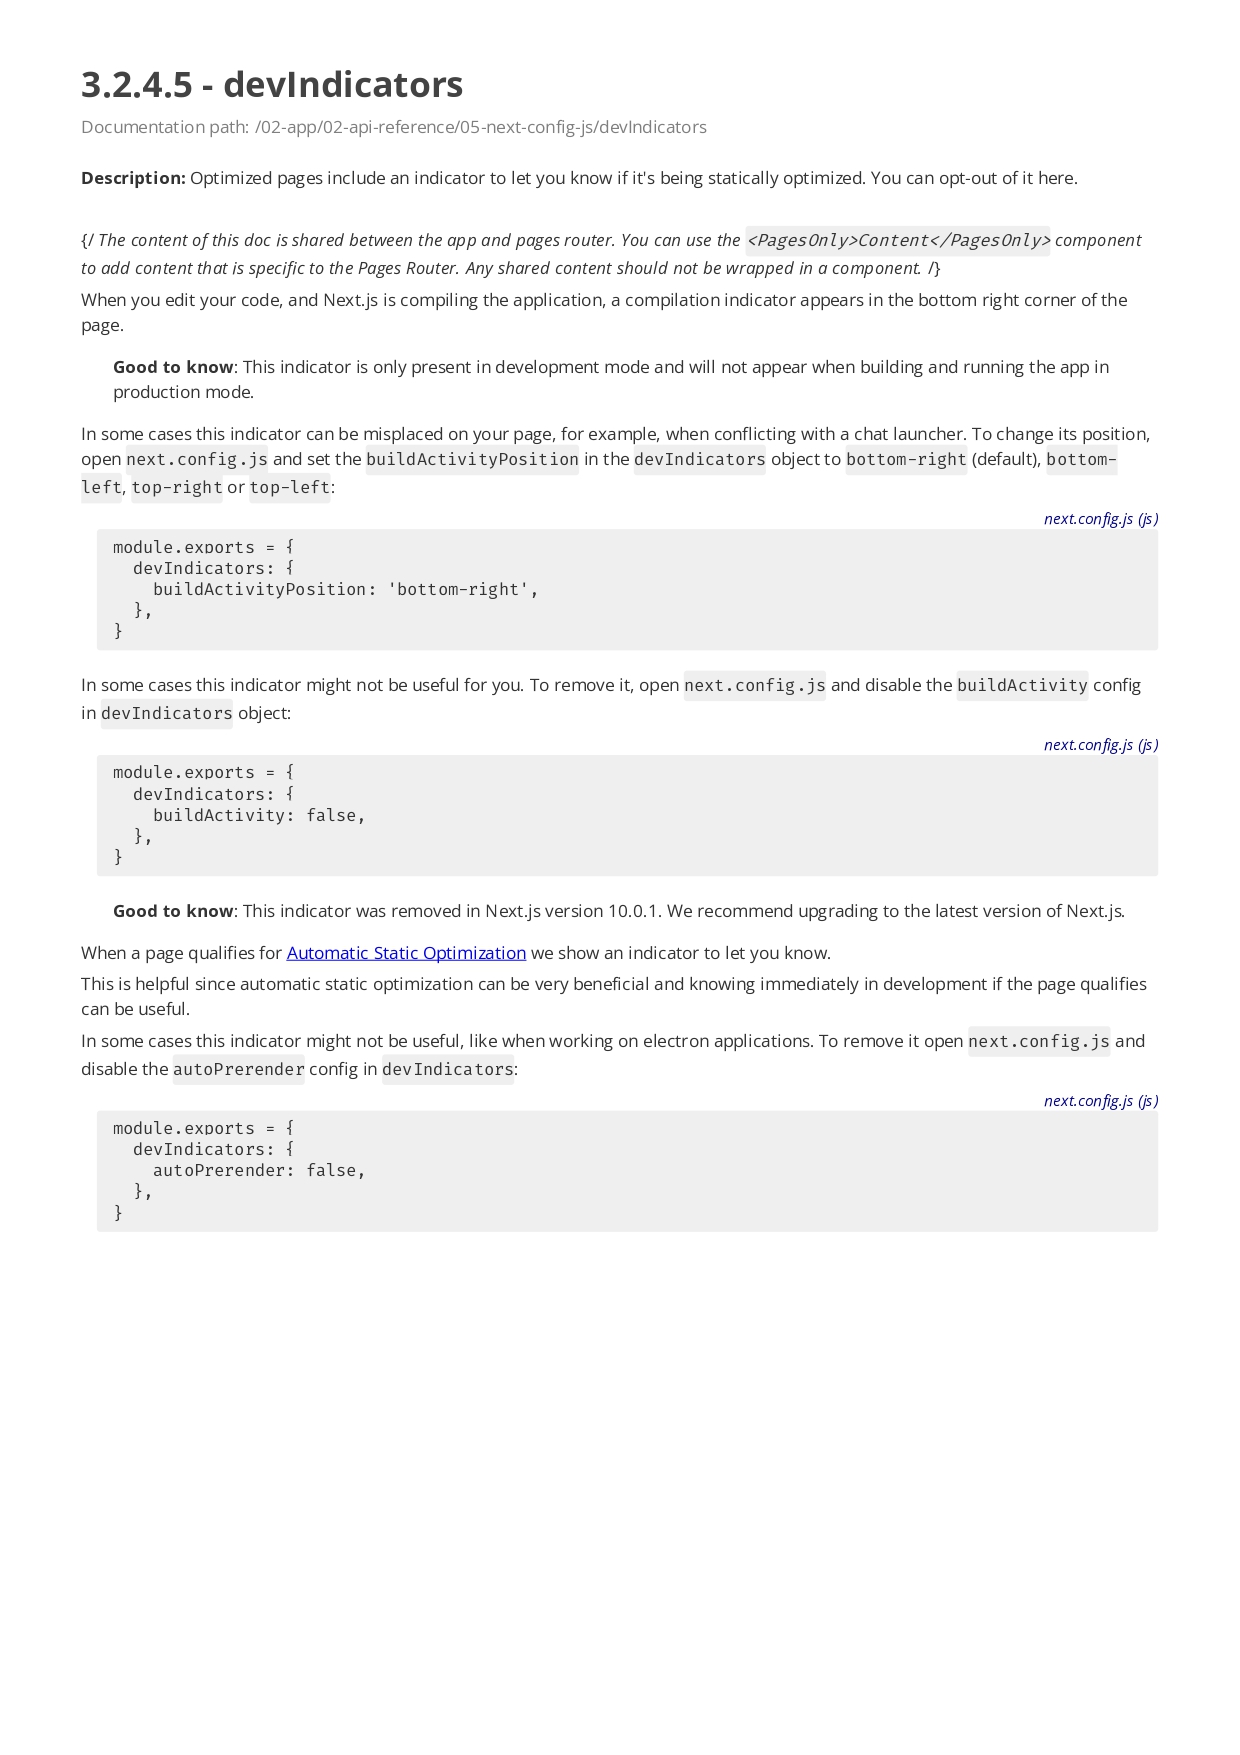 3.2.4.5 - devIndicators
Documentation path: /02-app/02-api-reference/05-next-config-js/devIndicators
Description: Optimized pages include an indicator to let you know if it's being statically optimized. You can opt-out of it here.
{/ The content of this doc is shared between the app and pages router. You can use the <PagesOnly>Content</PagesOnly> component
to add content that is specific to the Pages Router. Any shared content should not be wrapped in a component. /}
When you edit your code, and Next.js is compiling the application, a compilation indicator appears in the bottom right corner of the
page.
Good to know: This indicator is only present in development mode and will not appear when building and running the app in
production mode.
In some cases this indicator can be misplaced on your page, for example, when conflicting with a chat launcher. To change its position,
open next.config.js and set the buildActivityPosition in the devIndicators object to bottom-right (default), bottom-
left, top-right or top-left:
next.config.js (js)
module.exports = {
  devIndicators: {
    buildActivityPosition: 'bottom-right',
  },
}
In some cases this indicator might not be useful for you. To remove it, open next.config.js and disable the buildActivity config
in devIndicators object:
next.config.js (js)
module.exports = {
  devIndicators: {
    buildActivity: false,
  },
}
Good to know: This indicator was removed in Next.js version 10.0.1. We recommend upgrading to the latest version of Next.js.
When a page qualifies for Automatic Static Optimization we show an indicator to let you know.
This is helpful since automatic static optimization can be very beneficial and knowing immediately in development if the page qualifies
can be useful.
In some cases this indicator might not be useful, like when working on electron applications. To remove it open next.config.js and
disable the autoPrerender config in devIndicators:
next.config.js (js)
module.exports = {
  devIndicators: {
    autoPrerender: false,
  },
}